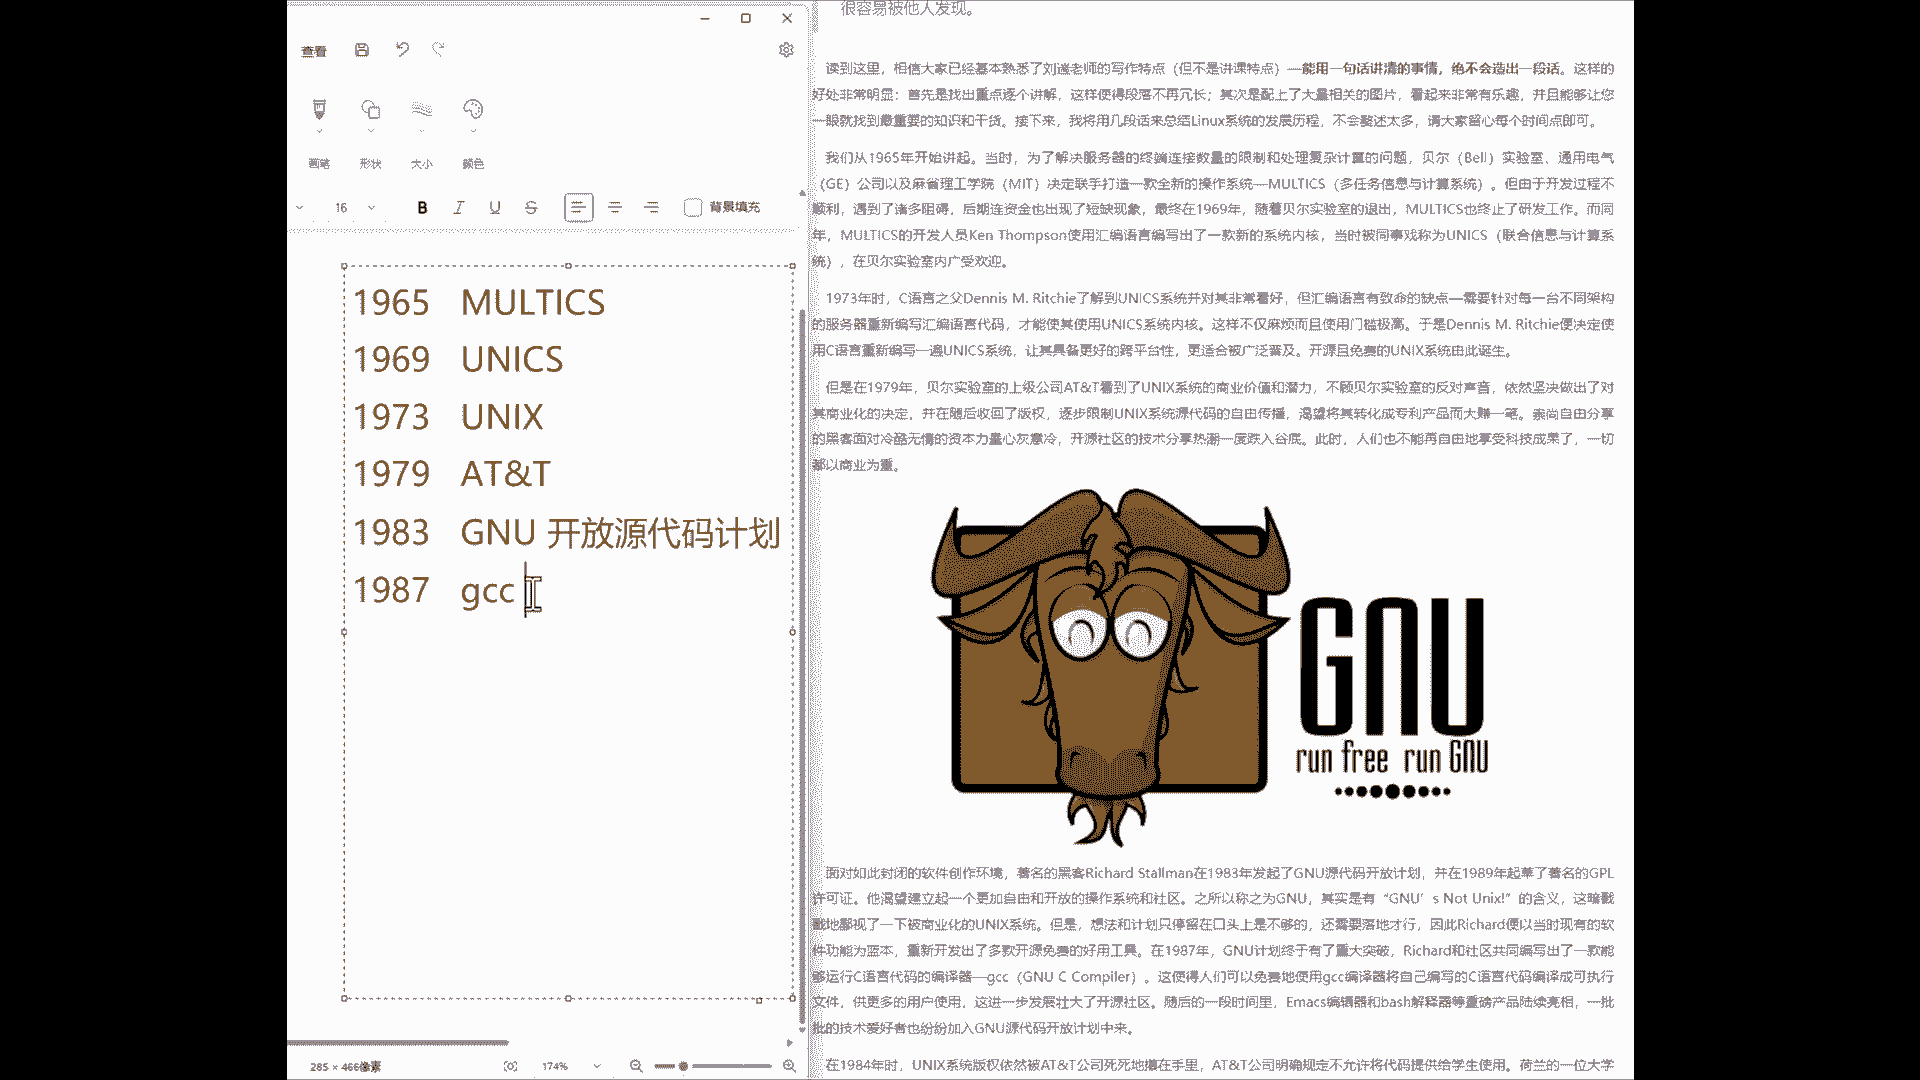 查看
画笔
形状
大小
颜色
16
B
I
U
S
背景填充
1965 MULTICS
1969 UNICS
1973 UNIX
1979 AT&T
1983 GNU 开放源代码计划
1987 gcc
285 × 466像素
174%
很容易被他人发现。
读到这里，相信大家已经基本熟悉了刘遄老师的写作特点（但不是讲课特点）—能用一句话讲清的事情，绝不会造出一段话。这样的
好处非常明显：首先是找出重点逐个讲解，这样使得段落不再冗长；其次是配上了大量相关的图片，看起来非常有乐趣，并且能够让您
一眼就找到最重要的知识和干货。接下来，我将用几段话来总结Linux系统的发展历程，不会赘述太多，请大家留心每个时间点即可。
我们从1965年开始讲起。当时，为了解决服务器的终端连接数量的限制和处理复杂计算的问题，贝尔（Bell）实验室、通用电气
（GE）公司以及麻省理工学院（MIT）决定联手打造一款全新的操作系统—MULTICS（多任务信息与计算系统）。但由于开发过程不
顺利，遇到了诸多阻碍，后期连资金也出现了短缺现象，最终在1969年，随着贝尔实验室的退出，MULTICS也终止了研发工作。而同
年，MULTICS的开发人员Ken Thompson使用汇编语言编写出了一款新的系统内核，当时被同事戏称为UNICS（联合信息与计算系
统），在贝尔实验室内广受欢迎。
1973年时，C语言之父Dennis M. Ritchie了解到UNICS系统并对其非常看好，但汇编语言有致命的缺点—需要针对每一台不同架构
的服务器重新编写汇编语言代码，才能使其使用UNICS系统内核。这样不仅麻烦而且使用门槛极高。于是Dennis M. Ritchie便决定使
用C语言重新编写一遍UNICS系统，让其具备更好的跨平台性，更适合被广泛普及。开源且免费的UNIX系统由此诞生。
但是在1979年，贝尔实验室的上级公司AT&T看到了UNIX系统的商业价值和潜力，不顾贝尔实验室的反对声音，依然坚决做出了对
其商业化的决定，并在随后收回了版权，逐步限制UNIX系统源代码的自由传播，渴望将其转化成专利产品而大赚一笔。崇尚自由分享
的黑客面对冷酷无情的资本力量心灰意冷，开源社区的技术分享热潮一度跌入谷底。此时，人们也不能再自由地享受科技成果了，一切
都以商业为重。
GNU
run free run GNU
面对如此封闭的软件创作环境，著名的黑客Richard Stallman在1983年发起了GNU源代码开放计划，并在1989年起草了著名的GPL
许可证。他渴望建立起一个更加自由和开放的操作系统和社区。之所以称之为GNU，其实是有“GNU’s Not Unix!”的含义，这暗戳
戳地鄙视了一下被商业化的UNIX系统。但是，想法和计划只停留在口头上是不够的，还需要落地才行，因此Richard便以当时现有的软
件功能为蓝本，重新开发出了多款开源免费的好用工具。在1987年，GNU计划终于有了重大突破，Richard和社区共同编写出了一款能
够运行C语言代码的编译器—gcc（GNU C Compiler）。这使得人们可以免费地使用gcc编译器将自己编写的C语言代码编译成可执行
文件，供更多的用户使用，这进一步发展壮大了开源社区。随后的一段时间里，Emacs编辑器和bash解释器等重磅产品陆续亮相，一批
批的技术爱好者也纷纷加入GNU源代码开放计划中来。
在1984年时，UNIX系统版权依然被AT&T公司死死地攥在手里，AT&T公司明确规定不允许将代码提供给学生使用。荷兰的一位大学